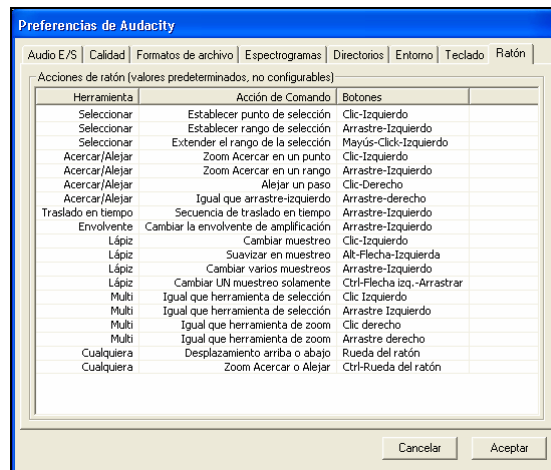 Preferencias de Audacity
Audio E/S Calidad Formatos de archivo Espectrogramas Directorios Entorno Teclado Ratón
Acciones de ratón (valores predeterminados, no configurables)
Herramienta Acción de Comando Botones
Seleccionar Establecer punto de selección Clic-Izquierdo
Seleccionar Establecer rango de selección Arrastre-Izquierdo
Seleccionar Extender el rango de la selección Mayús-Click-Izquierdo
Acercar/Alejar Zoom Acercar en un punto Clic-Izquierdo
Acercar/Alejar Zoom Acercar en un rango Arrastre-Izquierdo
Acercar/Alejar Alejar un paso Clic-Derecho
Acercar/Alejar Igual que arrastre-izquierdo Arrastre-derecho
Traslado en tiempo Secuencia de traslado en tiempo Arrastre-Izquierdo
Envolvente Cambiar la envolvente de amplificación Arrastre-Izquierdo
Lápiz Cambiar muestreo Clic-Izquierdo
Lápiz Suavizar en muestreo Alt-Flecha-Izquierda
Lápiz Cambiar varios muestreos Arrastre-Izquierdo
Lápiz Cambiar UN muestreo solamente Ctrl-Flecha izq.-Arrastrar
Multi Igual que herramienta de selección Clic Izquierdo
Multi Igual que herramienta de selección Arrastre Izquierdo
Multi Igual que herramienta de zoom Clic derecho
Multi Igual que herramienta de zoom Arrastre derecho
Cualquiera Desplazamiento arriba o abajo Rueda del ratón
Cualquiera Zoom Acercar o Alejar Ctrl-Rueda del ratón
Cancelar Aceptar